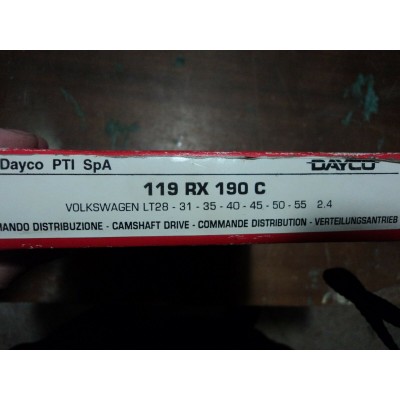 Dayco PTI SpA DAYCO
119 RX 190 C
VOLKSWAGEN LT28 - 31 - 35 - 40 - 45 - 50 - 55 2.4
MANDO DISTRIBUZIONE - CAMSHAFT DRIVE - COMMANDE DISTRIBUTION - VERTEILUNGSANTRIEB